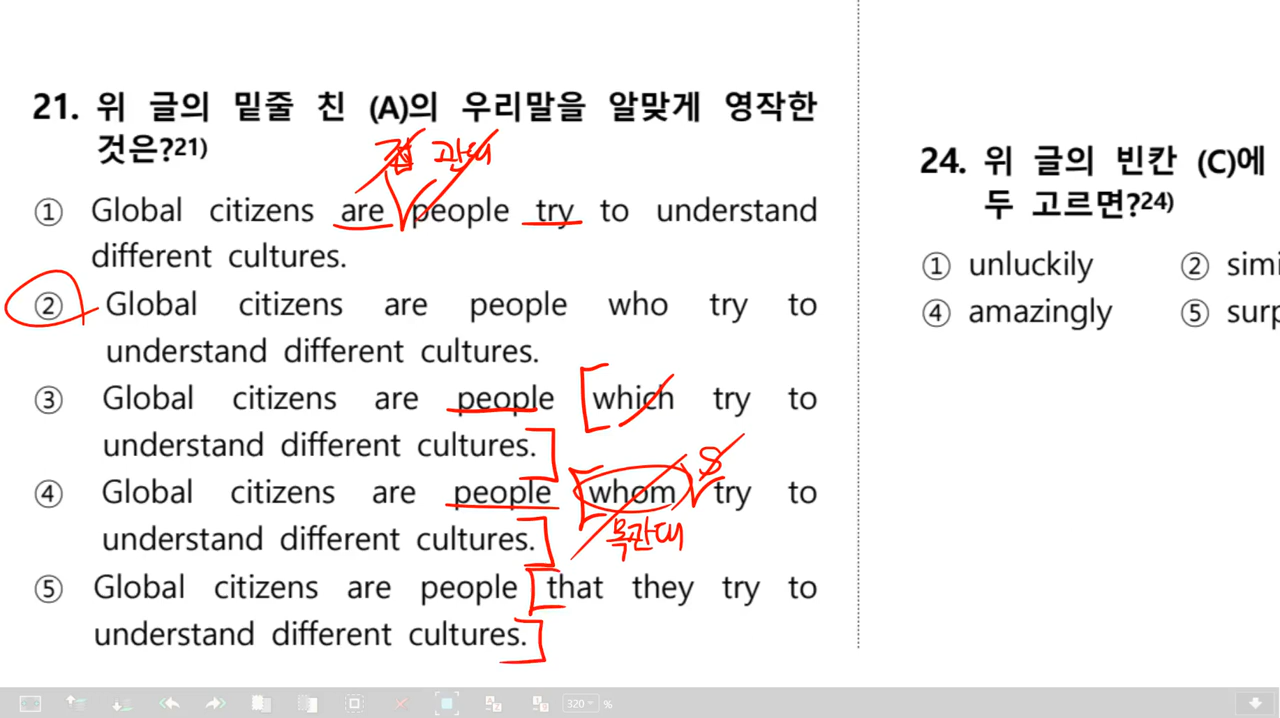 21. 위 글의 밑줄 친 (A)의 우리말을 알맞게 영작한
것은?21)
접 관대
① Global citizens are people try to understand
different cultures.
② Global citizens are people who try to
understand different cultures.
③ Global citizens are people which try to
understand different cultures.
S
④ Global citizens are people whom try to
목관대
understand different cultures.
⑤ Global citizens are people that they try to
understand different cultures.
24. 위 글의 빈칸 (C)에
두 고르면?24)
① unluckily ② simi
④ amazingly ⑤ surp
320 %